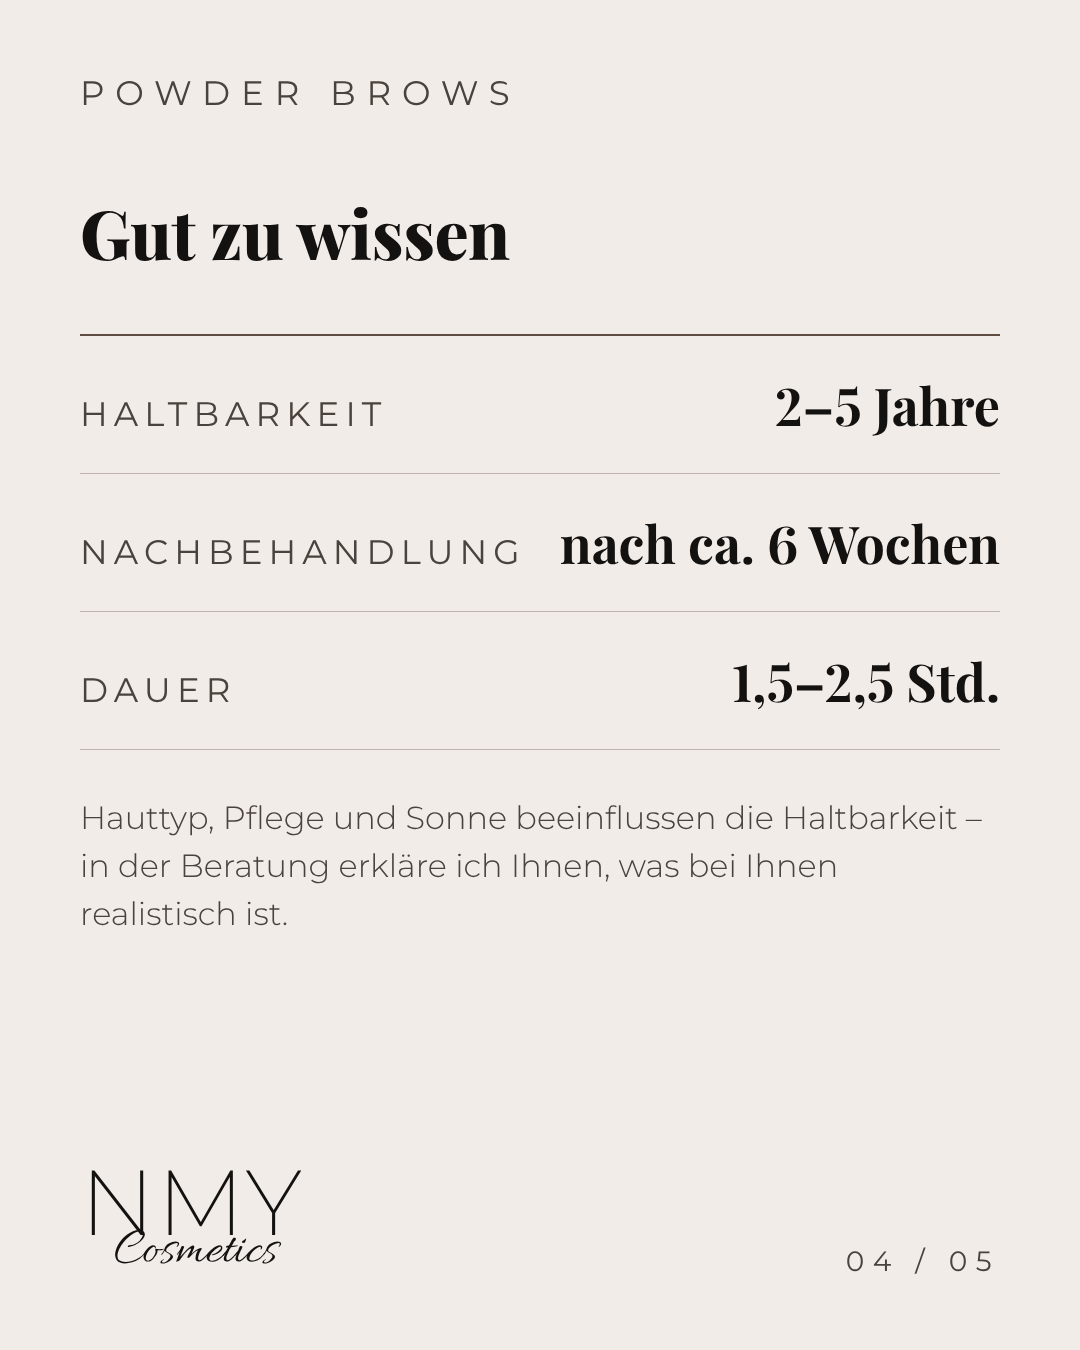 POWDER BROWS
Gut zu wissen
HALTBARKEIT 2–5 Jahre
NACHBEHANDLUNG nach ca. 6 Wochen
DAUER 1,5–2,5 Std.
Hauttyp, Pflege und Sonne beeinflussen die Haltbarkeit –
in der Beratung erkläre ich Ihnen, was bei Ihnen
realistisch ist.
NMY
Cosmetics
04 / 05